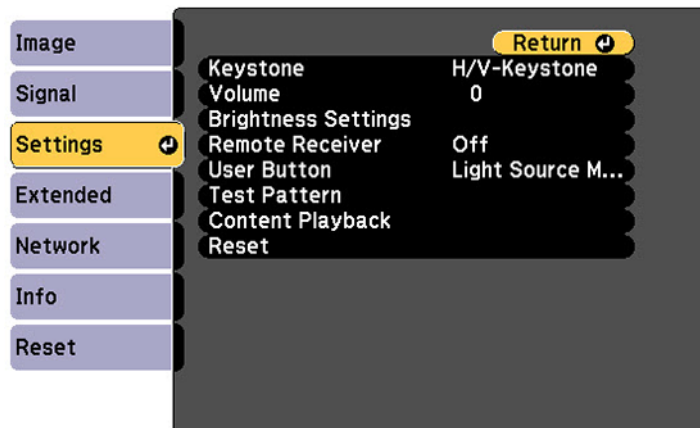 Image
Signal
Settings
Extended
Network
Info
Reset
Return
Keystone H/V-Keystone
Volume 0
Brightness Settings
Remote Receiver Off
User Button Light Source M...
Test Pattern
Content Playback
Reset